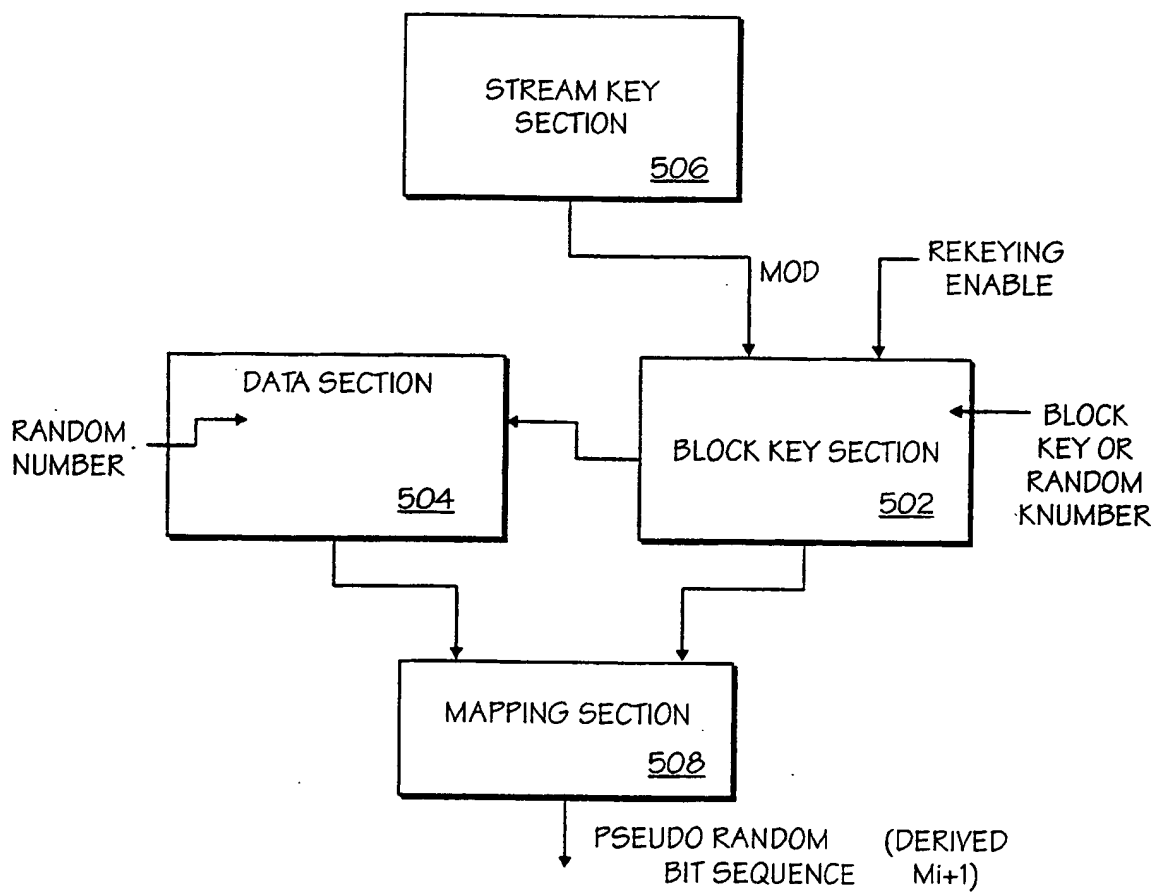 STREAM KEY
SECTION
506
MOD
REKEYING
ENABLE
DATA SECTION
504
RANDOM
NUMBER
BLOCK KEY SECTION
502
BLOCK
KEY OR
RANDOM
KNUMBER
MAPPING SECTION
508
PSEUDO RANDOM (DERIVED
BIT SEQUENCE Mi+1)